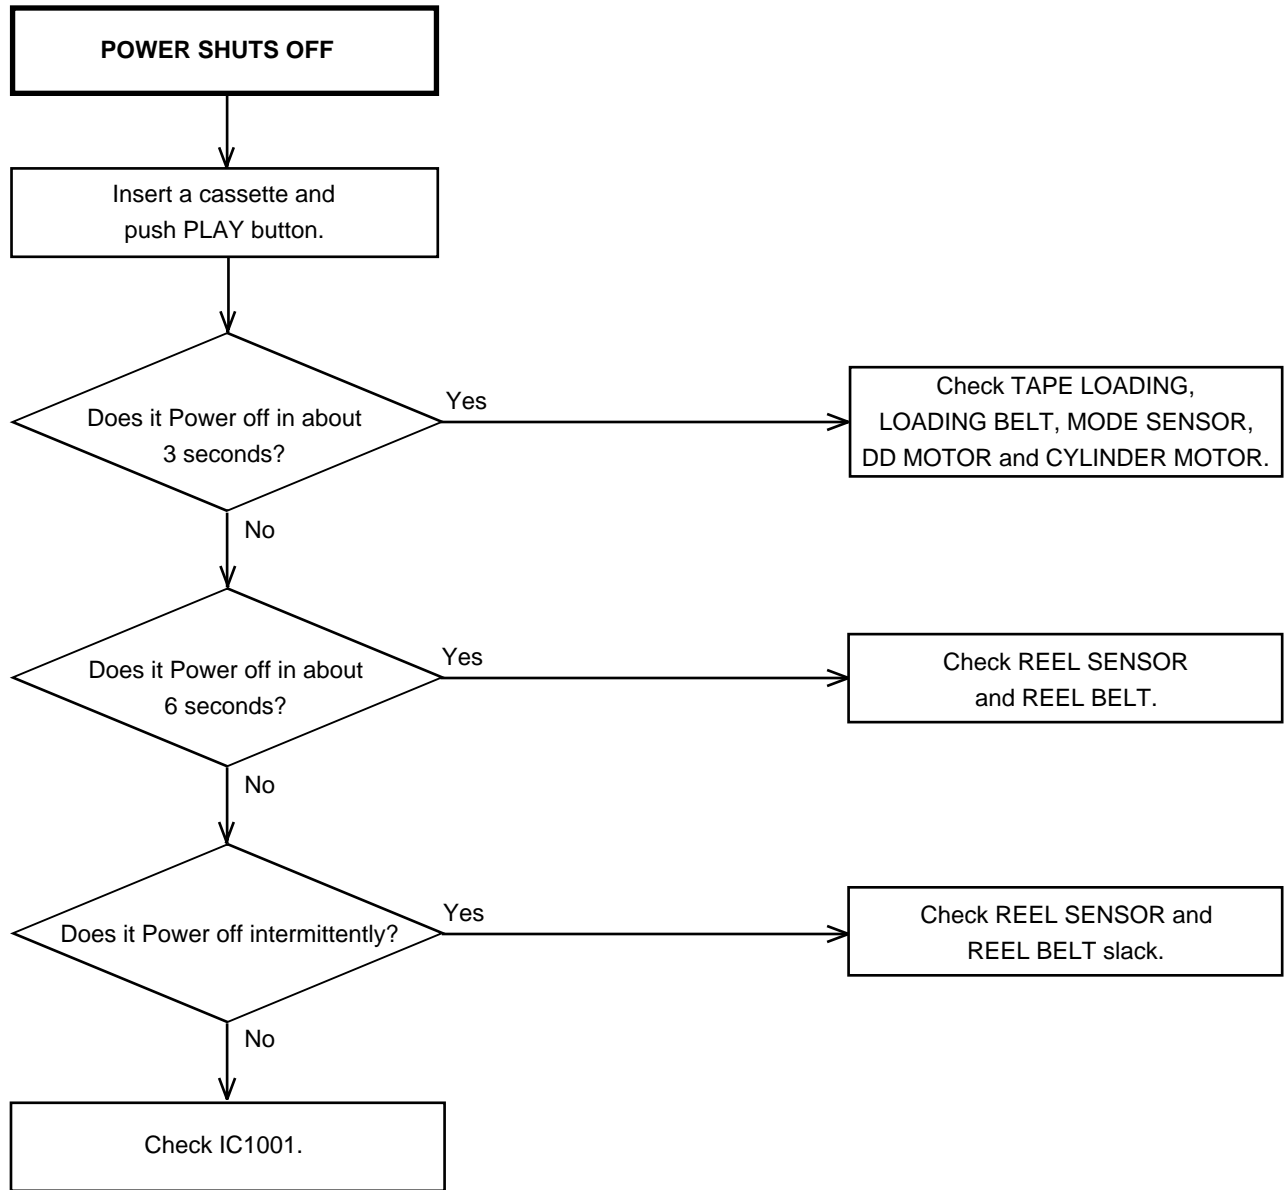 POWER SHUTS OFF
Insert a cassette and
push PLAY button.
Does it Power off in about
3 seconds?
Yes
Check TAPE LOADING,
LOADING BELT, MODE SENSOR,
DD MOTOR and CYLINDER MOTOR.
No
Does it Power off in about
6 seconds?
Yes
Check REEL SENSOR
and REEL BELT.
No
Does it Power off intermittently?
Yes
Check REEL SENSOR and
REEL BELT slack.
No
Check IC1001.